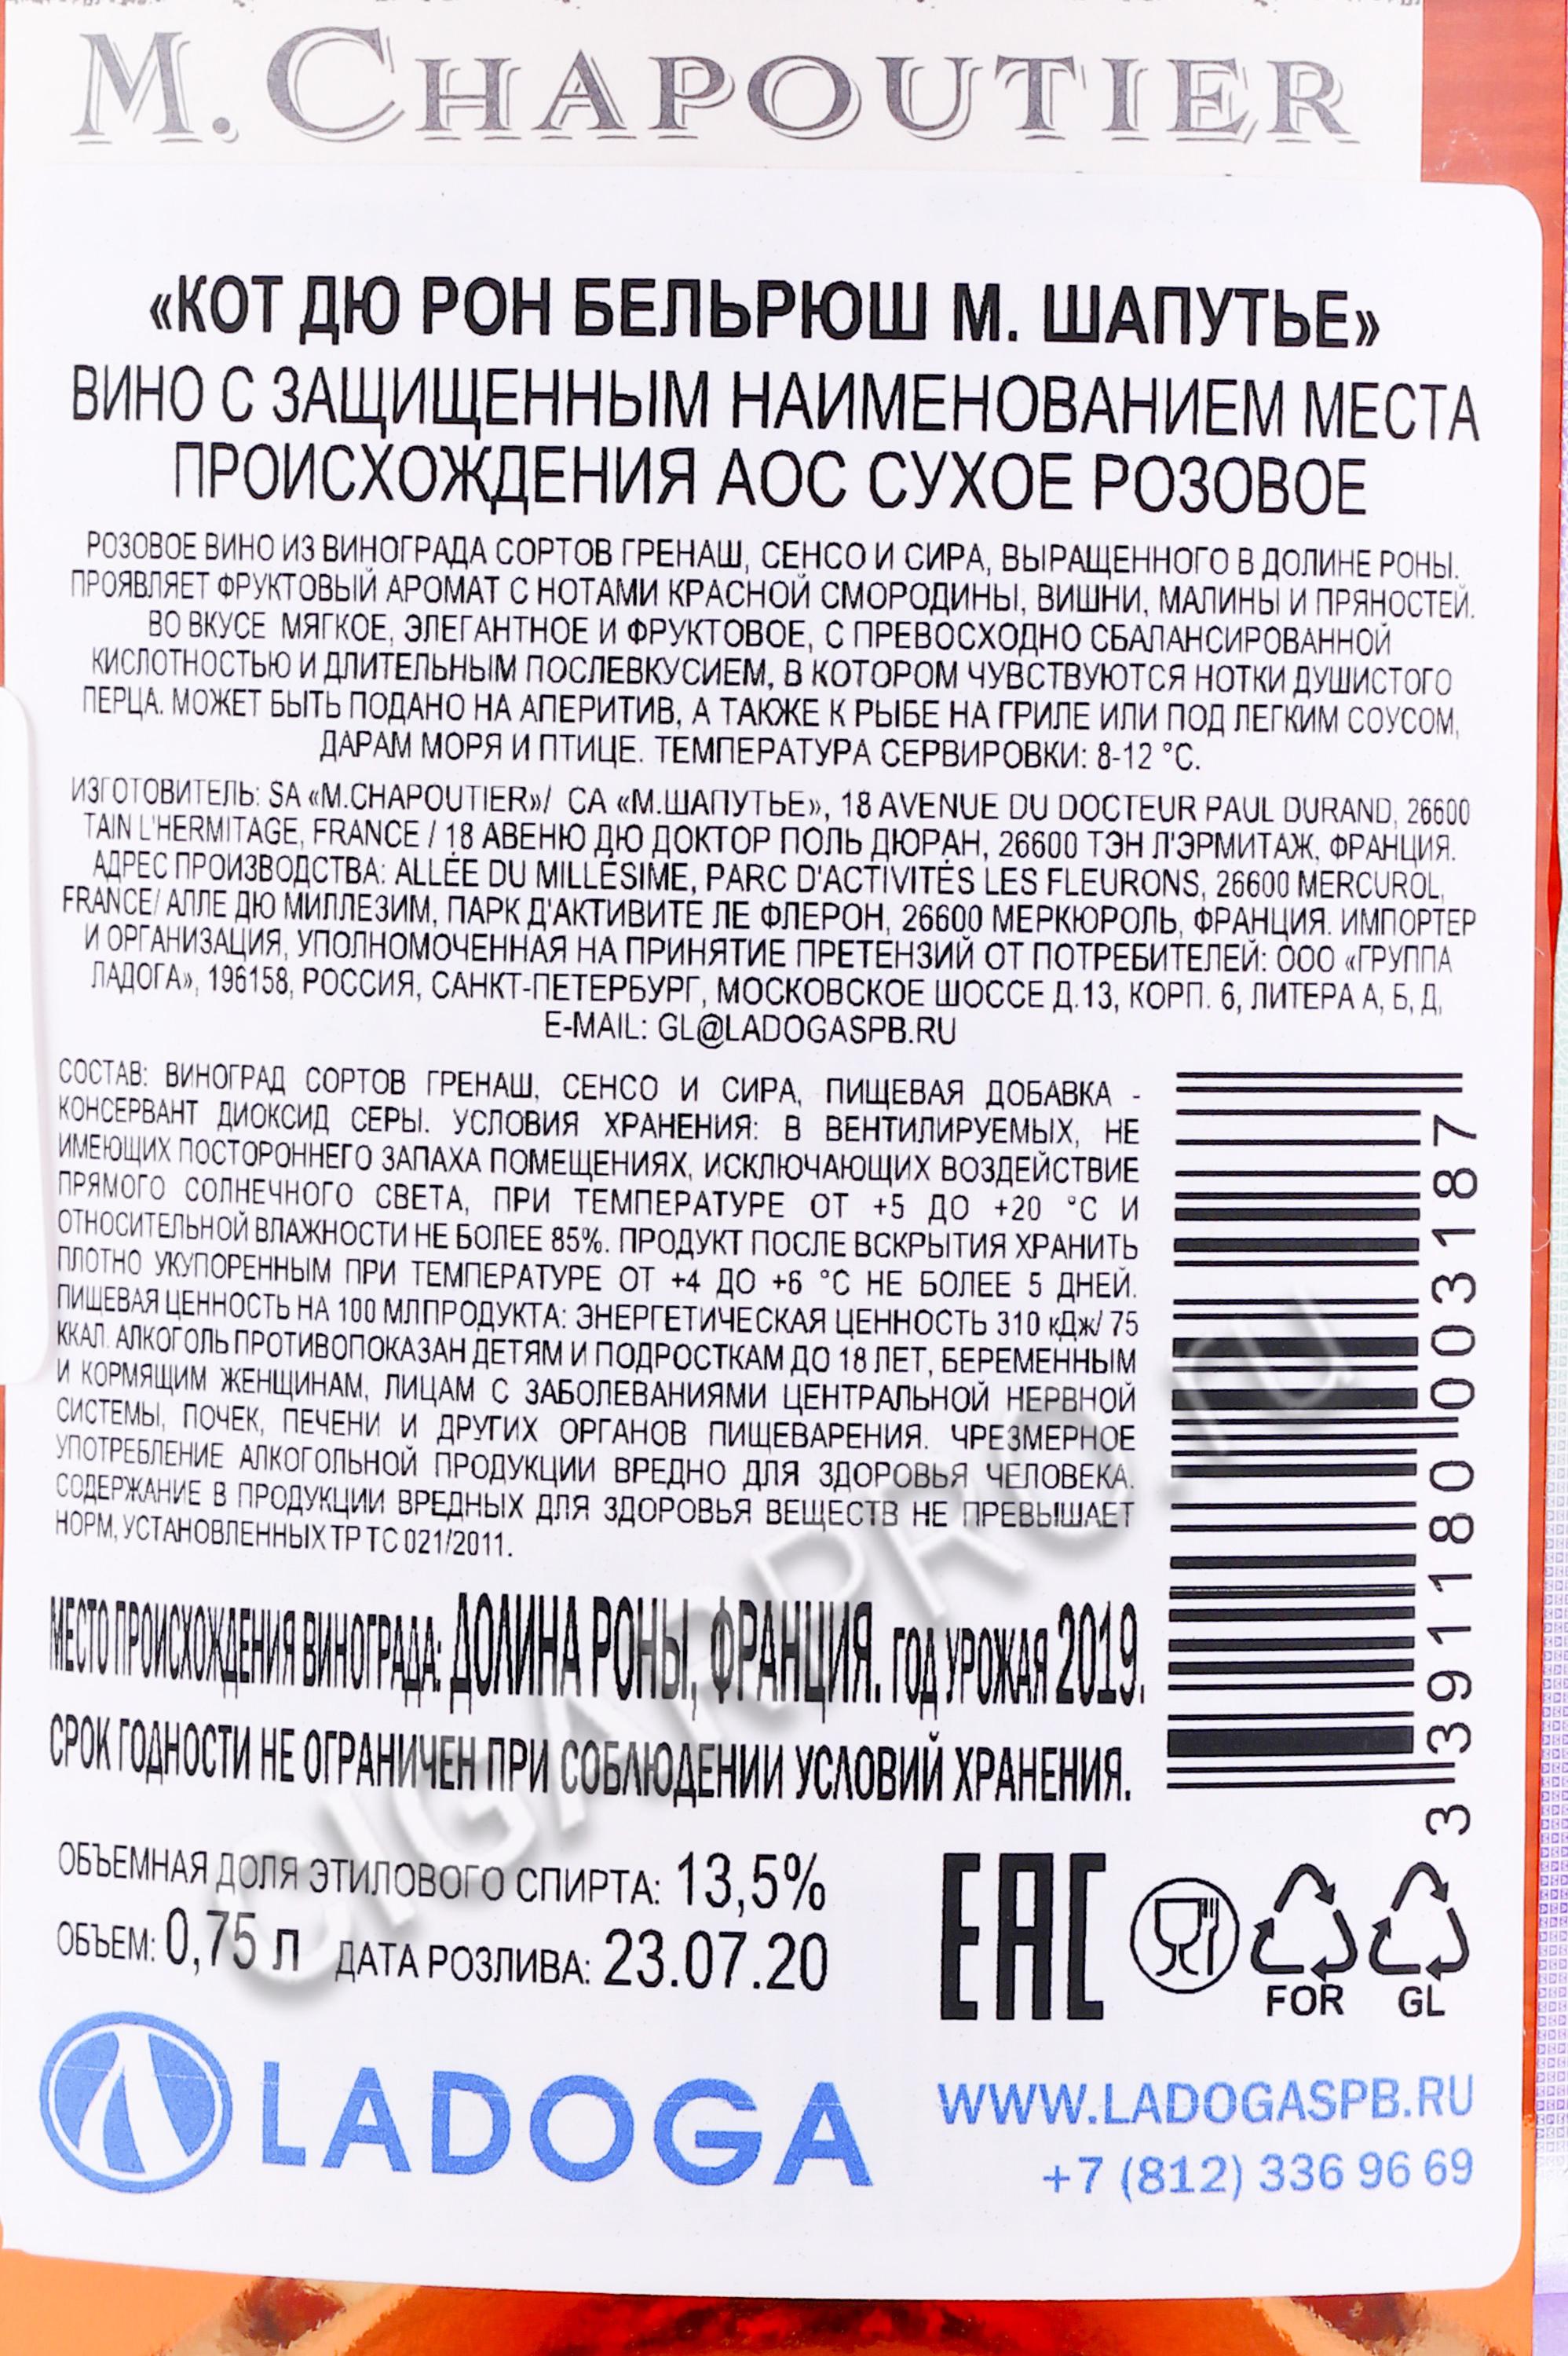 M. CHAPOUTIER
«КОТ ДЮ РОН БЕЛЬРЮШ М. ШАПУТЬЕ»
ВИНО С ЗАЩИЩЕННЫМ НАИМЕНОВАНИЕМ МЕСТА
ПРОИСХОЖДЕНИЯ АОС СУХОЕ РОЗОВОЕ
РОЗОВОЕ ВИНО ИЗ ВИНОГРАДА СОРТОВ ГРЕНАШ, СЕНСО И СИРА, ВЫРАЩЕННОГО В ДОЛИНЕ РОНЫ.
ПРОЯВЛЯЕТ ФРУКТОВЫЙ АРОМАТ С НОТАМИ КРАСНОЙ СМОРОДИНЫ, ВИШНИ, МАЛИНЫ И ПРЯНОСТЕЙ.
ВО ВКУСЕ МЯГКОЕ, ЭЛЕГАНТНОЕ И ФРУКТОВОЕ, С ПРЕВОСХОДНО СБАЛАНСИРОВАННОЙ
КИСЛОТНОСТЬЮ И ДЛИТЕЛЬНЫМ ПОСЛЕВКУСИЕМ, В КОТОРОМ ЧУВСТВУЮТСЯ НОТКИ ДУШИСТОГО
ПЕРЦА. МОЖЕТ БЫТЬ ПОДАНО НА АПЕРИТИВ, А ТАКЖЕ К РЫБЕ НА ГРИЛЕ ИЛИ ПОД ЛЕГКИМ СОУСОМ,
ДАРАМ МОРЯ И ПТИЦЕ. ТЕМПЕРАТУРА СЕРВИРОВКИ: 8-12 °C.
ИЗГОТОВИТЕЛЬ: SA «M.CHAPOUTIER»/ СА «М.ШАПУТЬЕ», 18 AVENUE DU DOCTEUR PAUL DURAND, 26600
TAIN L'HERMITAGE, FRANCE / 18 АВЕНЮ ДЮ ДОКТОР ПОЛЬ ДЮРАН, 26600 ТЭН Л'ЭРМИТАЖ, ФРАНЦИЯ.
АДРЕС ПРОИЗВОДСТВА: ALLÉE DU MILLÉSIME, PARC D'ACTIVITÉS LES FLEURONS, 26600 MERCUROL,
FRANCE/ АЛЛЕ ДЮ МИЛЛЕЗИМ, ПАРК Д'АКТИВИТЕ ЛЕ ФЛЕРОН, 26600 МЕРКЮРОЛЬ, ФРАНЦИЯ. ИМПОРТЕР
И ОРГАНИЗАЦИЯ, УПОЛНОМОЧЕННАЯ НА ПРИНЯТИЕ ПРЕТЕНЗИЙ ОТ ПОТРЕБИТЕЛЕЙ: ООО «ГРУППА
ЛАДОГА», 196158, РОССИЯ, САНКТ-ПЕТЕРБУРГ, МОСКОВСКОЕ ШОССЕ Д.13, КОРП. 6, ЛИТЕРА А, Б, Д,
E-MAIL: GL@LADOGASPB.RU
СОСТАВ: ВИНОГРАД СОРТОВ ГРЕНАШ, СЕНСО И СИРА, ПИЩЕВАЯ ДОБАВКА -
КОНСЕРВАНТ ДИОКСИД СЕРЫ. УСЛОВИЯ ХРАНЕНИЯ: В ВЕНТИЛИРУЕМЫХ, НЕ
ИМЕЮЩИХ ПОСТОРОННЕГО ЗАПАХА ПОМЕЩЕНИЯХ, ИСКЛЮЧАЮЩИХ ВОЗДЕЙСТВИЕ
ПРЯМОГО СОЛНЕЧНОГО СВЕТА, ПРИ ТЕМПЕРАТУРЕ ОТ +5 ДО +20 °C И
ОТНОСИТЕЛЬНОЙ ВЛАЖНОСТИ НЕ БОЛЕЕ 85%. ПРОДУКТ ПОСЛЕ ВСКРЫТИЯ ХРАНИТЬ
ПЛОТНО УКУПОРЕННЫМ ПРИ ТЕМПЕРАТУРЕ ОТ +4 ДО +6 °C НЕ БОЛЕЕ 5 ДНЕЙ.
ПИЩЕВАЯ ЦЕННОСТЬ НА 100 МЛПРОДУКТА: ЭНЕРГЕТИЧЕСКАЯ ЦЕННОСТЬ 310 кДж/ 75
ККАЛ. АЛКОГОЛЬ ПРОТИВОПОКАЗАН ДЕТЯМ И ПОДРОСТКАМ ДО 18 ЛЕТ, БЕРЕМЕННЫМ
И КОРМЯЩИМ ЖЕНЩИНАМ, ЛИЦАМ С ЗАБОЛЕВАНИЯМИ ЦЕНТРАЛЬНОЙ НЕРВНОЙ
СИСТЕМЫ, ПОЧЕК, ПЕЧЕНИ И ДРУГИХ ОРГАНОВ ПИЩЕВАРЕНИЯ. ЧРЕЗМЕРНОЕ
УПОТРЕБЛЕНИЕ АЛКОГОЛЬНОЙ ПРОДУКЦИИ ВРЕДНО ДЛЯ ЗДОРОВЬЯ ЧЕЛОВЕКА.
СОДЕРЖАНИЕ В ПРОДУКЦИИ ВРЕДНЫХ ДЛЯ ЗДОРОВЬЯ ВЕЩЕСТВ НЕ ПРЕВЫШАЕТ
НОРМ, УСТАНОВЛЕННЫХ ТР ТС 021/2011.
3 391180 003187
МЕСТО ПРОИСХОЖДЕНИЯ ВИНОГРАДА: ДОЛИНА РОНЫ, ФРАНЦИЯ. ГОД УРОЖАЯ 2019.
СРОК ГОДНОСТИ НЕ ОГРАНИЧЕН ПРИ СОБЛЮДЕНИИ УСЛОВИЙ ХРАНЕНИЯ.
ОБЪЕМНАЯ ДОЛЯ ЭТИЛОВОГО СПИРТА: 13,5%
ОБЪЕМ: 0,75 л ДАТА РОЗЛИВА: 23.07.20
EAC
FOR GL
LADOGA
WWW.LADOGASPB.RU
+7 (812) 336 96 69
CIGARPRO.ru